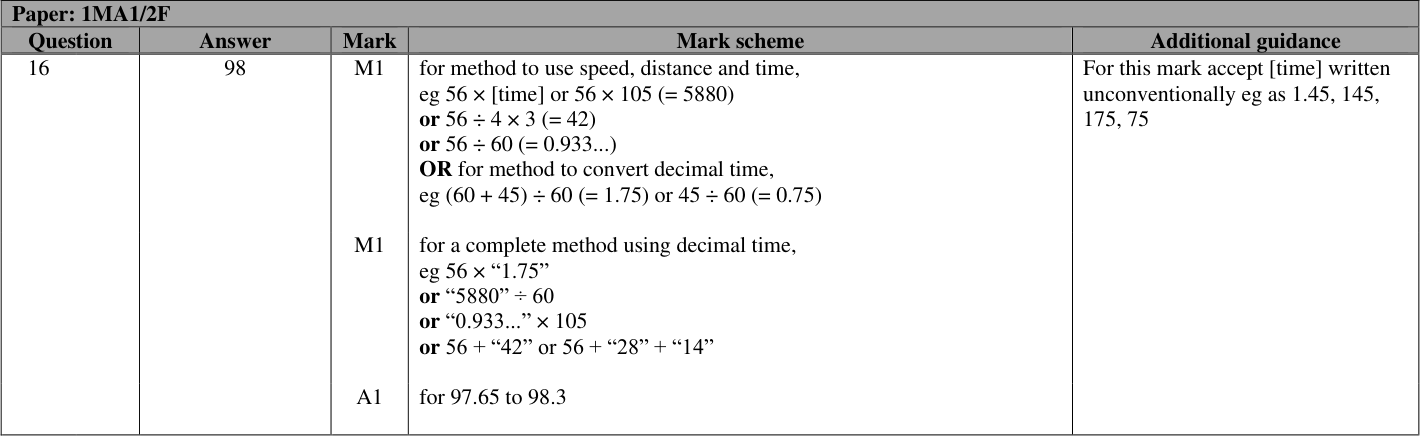 Paper: 1MA1/2F
Question Answer Mark Mark scheme Additional guidance
16 98 M1 for method to use speed, distance and time, For this mark accept [time] written
eg 56 × [time] or 56 × 105 (= 5880) unconventionally eg as 1.45, 145,
or 56 ÷ 4 × 3 (= 42) 175, 75
or 56 ÷ 60 (= 0.933...)
OR for method to convert decimal time,
eg (60 + 45) ÷ 60 (= 1.75) or 45 ÷ 60 (= 0.75)
M1 for a complete method using decimal time,
eg 56 × “1.75”
or “5880” ÷ 60
or “0.933...” × 105
or 56 + “42” or 56 + “28” + “14”
A1 for 97.65 to 98.3